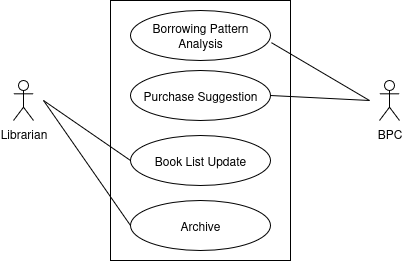 Borrowing Pattern
Analysis
Purchase Suggestion
Librarian
BPC
Book List Update
Archive